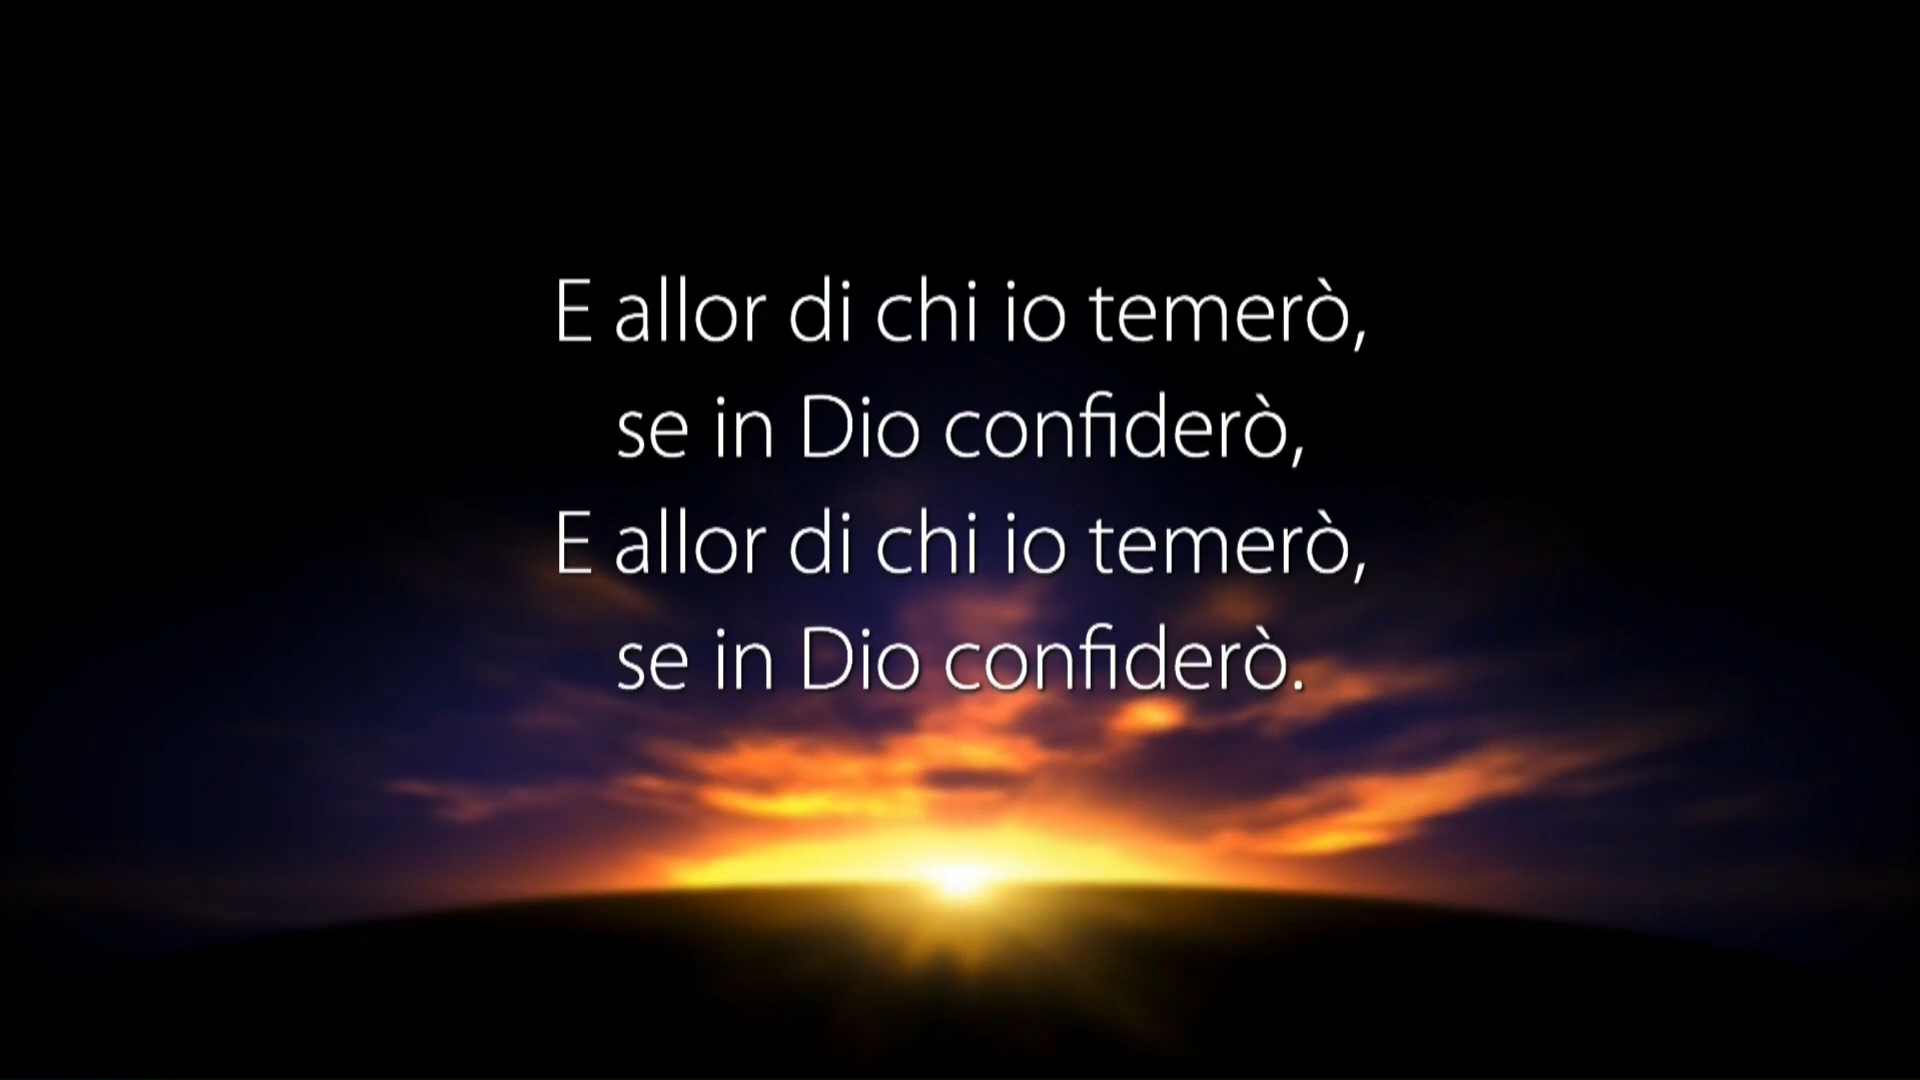 E allor di chi io temerò,
se in Dio confiderò,
E allor di chi io temerò,
se in Dio confiderò.